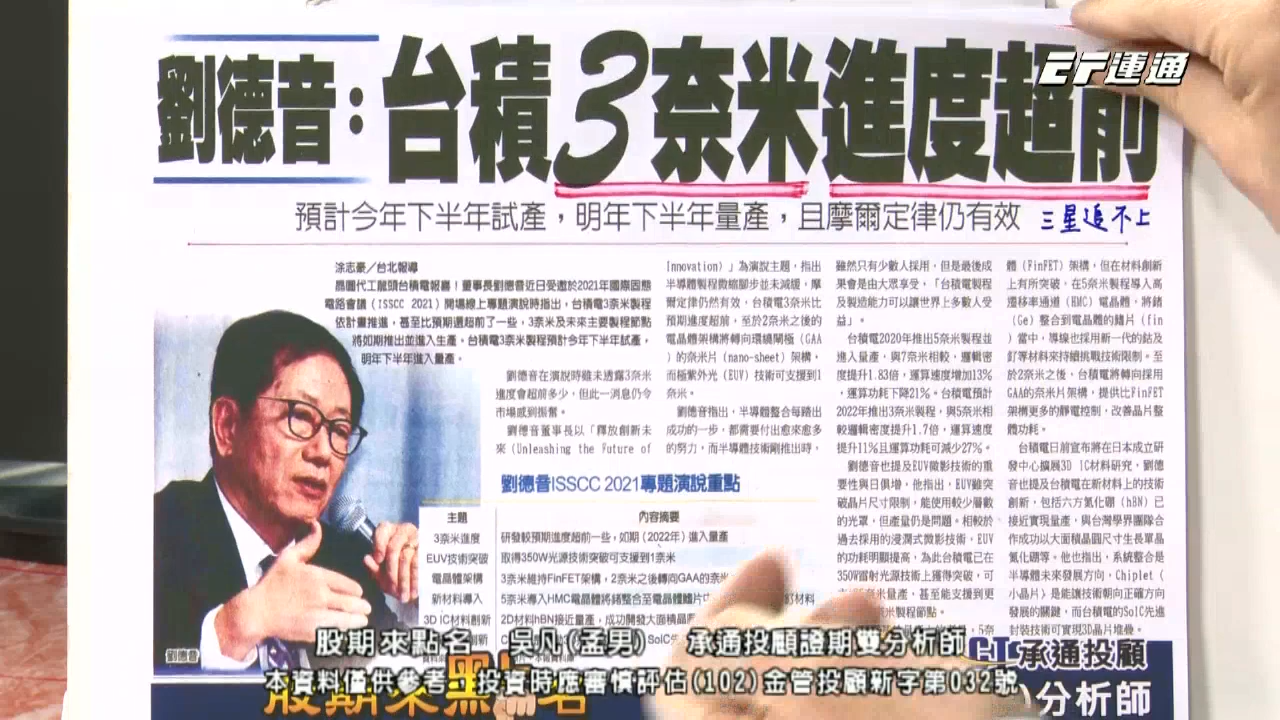 劉德音：台積3奈米進度超前
EF運通
預計今年下半年試產，明年下半年量產，且摩爾定律仍有效
三星追不上
涂志豪／台北報導
晶圓代工龍頭台積電報喜！董事長劉德音近日受邀於2021年國際固態
電路會議（ISSCC 2021）開場線上專題演說時指出，台積電3奈米製程
依計畫推進，甚至比預期還超前了一些，3奈米及未來主要製程節點
將如期推出並進入生產。台積電3奈米製程預計今年下半年試產，
明年下半年進入量產。
劉德音在演說時雖未透露3奈米
進度會超前多少，但此一消息仍令
市場感到振奮。
劉德音董事長以「釋放創新未
來（Unleashing the Future of
Innovation）」為演說主題，指出
半導體製程微縮腳步並未減緩，摩
爾定律仍然有效，台積電3奈米比
預期進度超前，至於2奈米之後的
電晶體架構將轉向環繞閘極（GAA
）的奈米片（nano-sheet）架構，
而極紫外光（EUV）技術可支援到1
奈米。
劉德音指出，半導體整合每踏出
成功的一步，都需要付出愈來愈多
的努力，而半導體技術剛推出時，
雖然只有少數人採用，但是最後成
果會是由大眾享受，「台積電製程
及製造能力可以讓世界上多數人受
益」。
台積電2020年推出5奈米製程並
進入量產，與7奈米相較，邏輯密
度提升1.83倍，運算速度增加13%
，運算功耗下降21%。台積電預計
2022年推出3奈米製程，與5奈米相
較邏輯密度提升1.7倍，運算速度
提升11%且運算功耗可減少27%。
劉德音也提及EUV微影技術的重
要性與日俱增，他指出，EUV雖突
破晶片尺寸限制，能使用較少層數
的光罩，但產量仍是問題。相較於
過去採用的浸潤式微影技術，EUV
的功耗明顯提高，為此台積電已在
350W雷射光源技術上獲得突破，可
奈米量產，甚至能支援到更
米製程節點。
體（FinFET）架構，但在材料創新
上有所突破，在5奈米製程導入高
遷移率通道（HMC）電晶體，將鍺
（Ge）整合到電晶體的鰭片（fin
）當中，導線也採用新一代的鈷及
釕等材料來持續挑戰技術限制。至
於2奈米之後，台積電將轉向採用
GAA的奈米片架構，提供比FinFET
架構更多的靜電控制，改善晶片整
體功耗。
台積電日前宣布將在日本成立研
發中心擴展3D IC材料研究，劉德
音也提及台積電在新材料上的技術
創新，包括六方氮化硼（hBN）已
接近實現量產，與台灣學界團隊合
作成功以大面積晶圓尺寸生長單晶
氮化硼等。他也指出，系統整合是
半導體未來發展方向，Chiplet（
小晶片）是能讓技術朝向正確方向
發展的關鍵，而台積電的SoIC先進
封裝技術可實現3D晶片堆疊。
劉德音ISSCC 2021專題演說重點
主題 內容摘要
3奈米進度 研發較預期進度超前一些，如期（2022年）進入量產
EUV技術突破 取得350W光源技術突破可支援到1奈米
電晶體架構 3奈米維持FinFET架構，2奈米之後轉向GAA的奈米
新材料導入 5奈米導入HMC電晶體將鍺整合至電晶體鰭片中
釕材料
3D IC材料創新 2D材料hBN接近量產，成功開發大面積晶圓
劉德音
股期來點名 吳凡(孟男) 承通投顧證期雙分析師
本資料僅供參考，投資時應審慎評估(102)金管投顧新字第032號
股期來點名
CT承通投顧
分析師